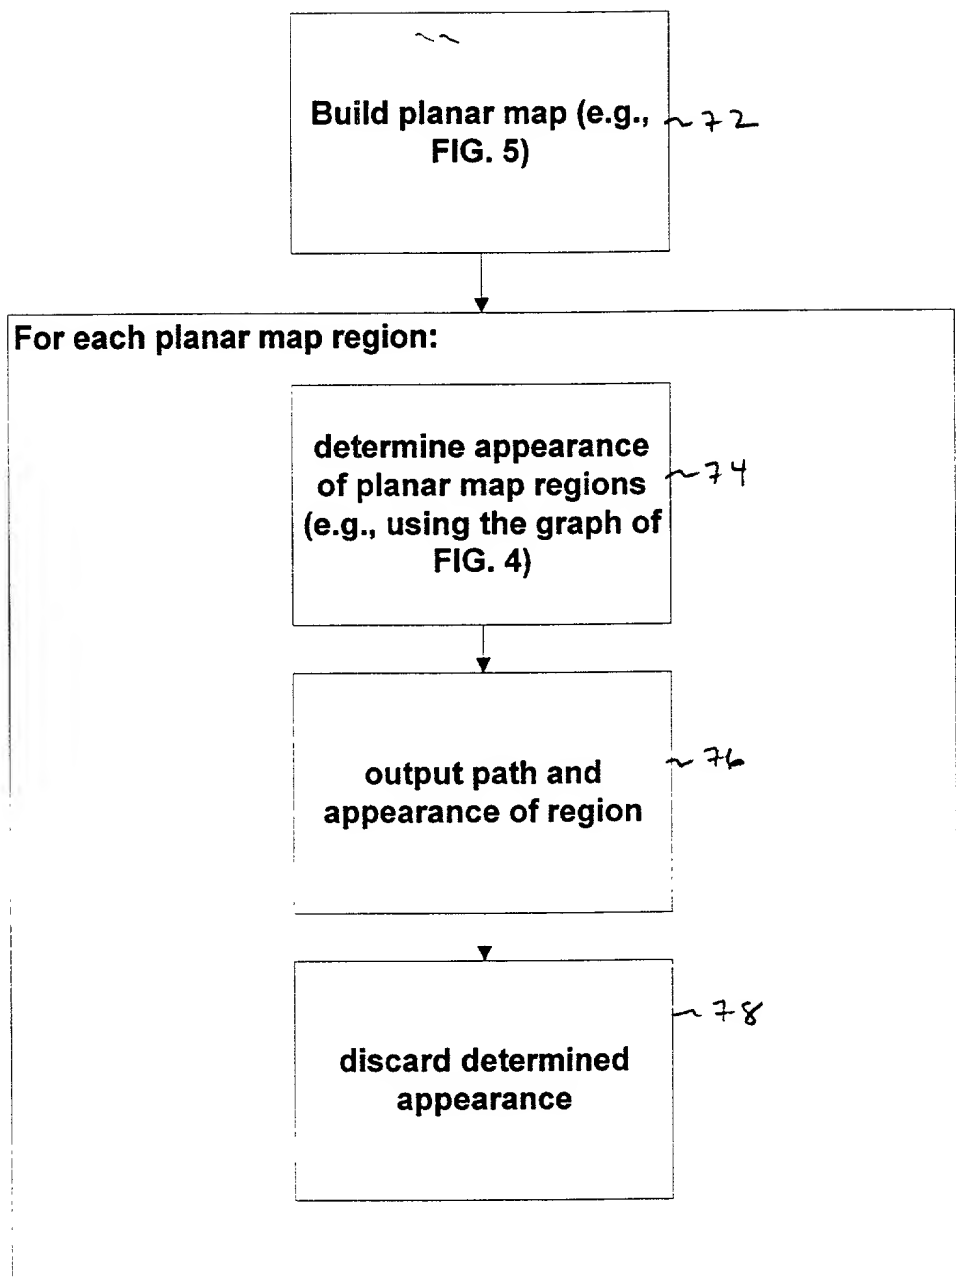 Build planar map (e.g., ~72
FIG. 5)
For each planar map region:
determine appearance
of planar map regions ~74
(e.g., using the graph of
FIG. 4)
output path and ~76
appearance of region
~78
discard determined
appearance